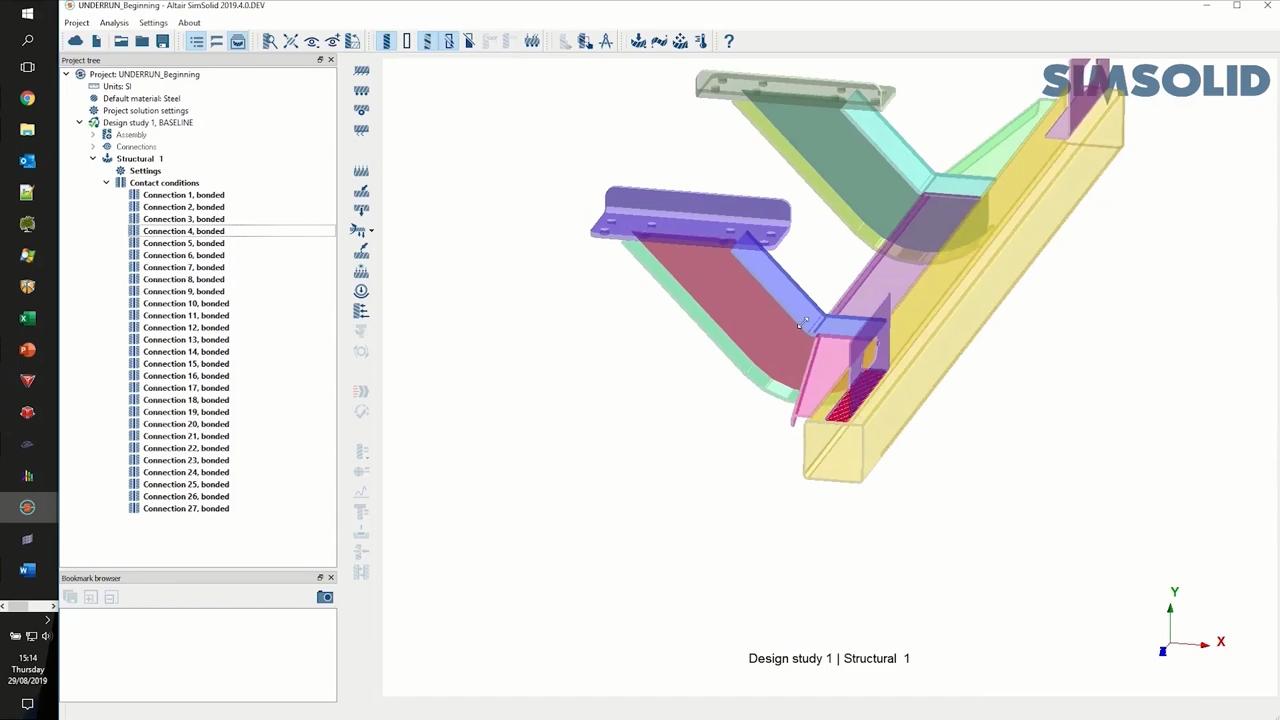 UNDERRUN_Beginning - Altair SimSolid 2019.4.0.DEV
Project Analysis Settings About
Project tree
Project: UNDERRUN_Beginning
Units: SI
Default material: Steel
Project solution settings
Design study 1, BASELINE
Assembly
Connections
Structural 1
Settings
Contact conditions
Connection 1, bonded
Connection 2, bonded
Connection 3, bonded
Connection 4, bonded
Connection 5, bonded
Connection 6, bonded
Connection 7, bonded
Connection 8, bonded
Connection 9, bonded
Connection 10, bonded
Connection 11, bonded
Connection 12, bonded
Connection 13, bonded
Connection 14, bonded
Connection 15, bonded
Connection 16, bonded
Connection 17, bonded
Connection 18, bonded
Connection 19, bonded
Connection 20, bonded
Connection 21, bonded
Connection 22, bonded
Connection 23, bonded
Connection 24, bonded
Connection 25, bonded
Connection 26, bonded
Connection 27, bonded
Bookmark browser
SIMSOLID
Y
X
Design study 1 | Structural 1
15:14
Thursday
29/08/2019